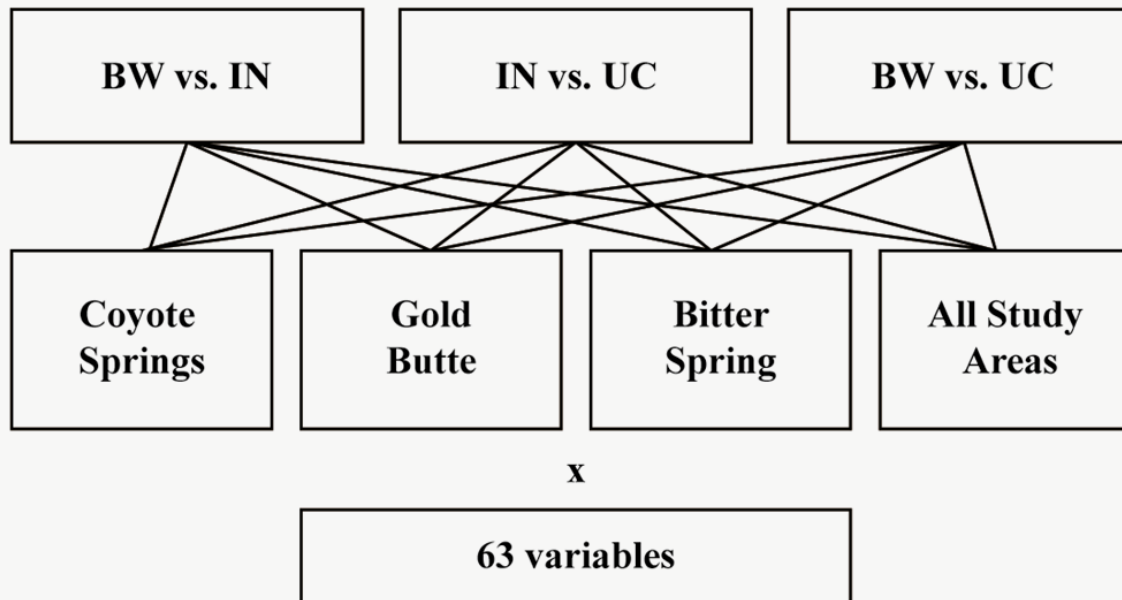 BW vs. IN
IN vs. UC
BW vs. UC
Coyote
Springs
Gold
Butte
Bitter
Spring
All Study
Areas
x
63 variables